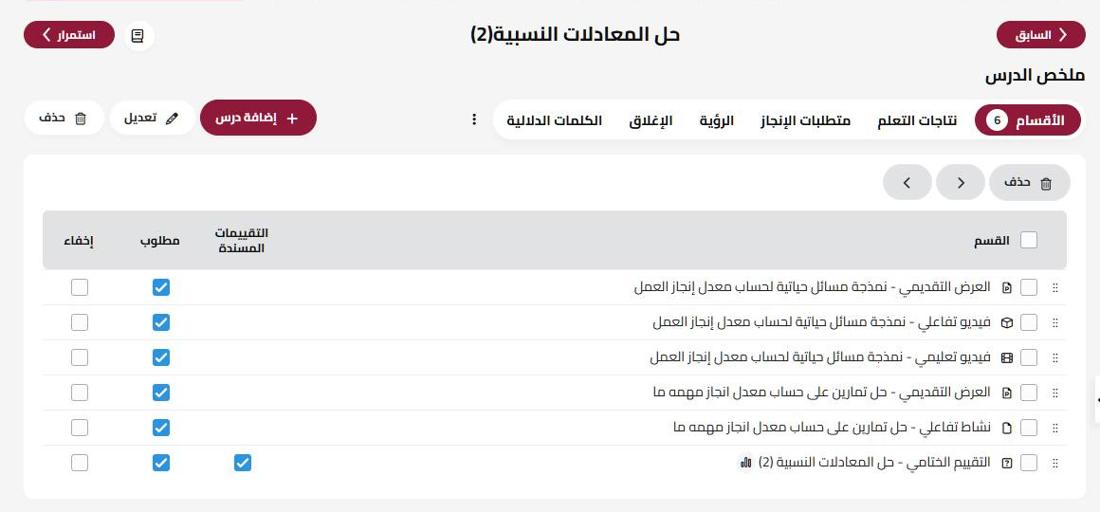 السابق
حل المعادلات النسبية(2)
استمرار
ملخص الدرس
الأقسام 6
نتاجات التعلم
متطلبات الإنجاز
الرؤية
الإغلاق
الكلمات الدلالية
إضافة درس
تعديل
حذف
حذف
القسم
التقييمات المسندة
مطلوب
إخفاء
العرض التقديمي - نمذجة مسائل حياتية لحساب معدل إنجاز العمل
فيديو تفاعلي - نمذجة مسائل حياتية لحساب معدل إنجاز العمل
فيديو تعليمي - نمذجة مسائل حياتية لحساب معدل إنجاز العمل
العرض التقديمي - حل تمارين على حساب معدل انجاز مهمه ما
نشاط تفاعلي - حل تمارين على حساب معدل انجاز مهمه ما
التقييم الختامي - حل المعادلات النسبية (2)